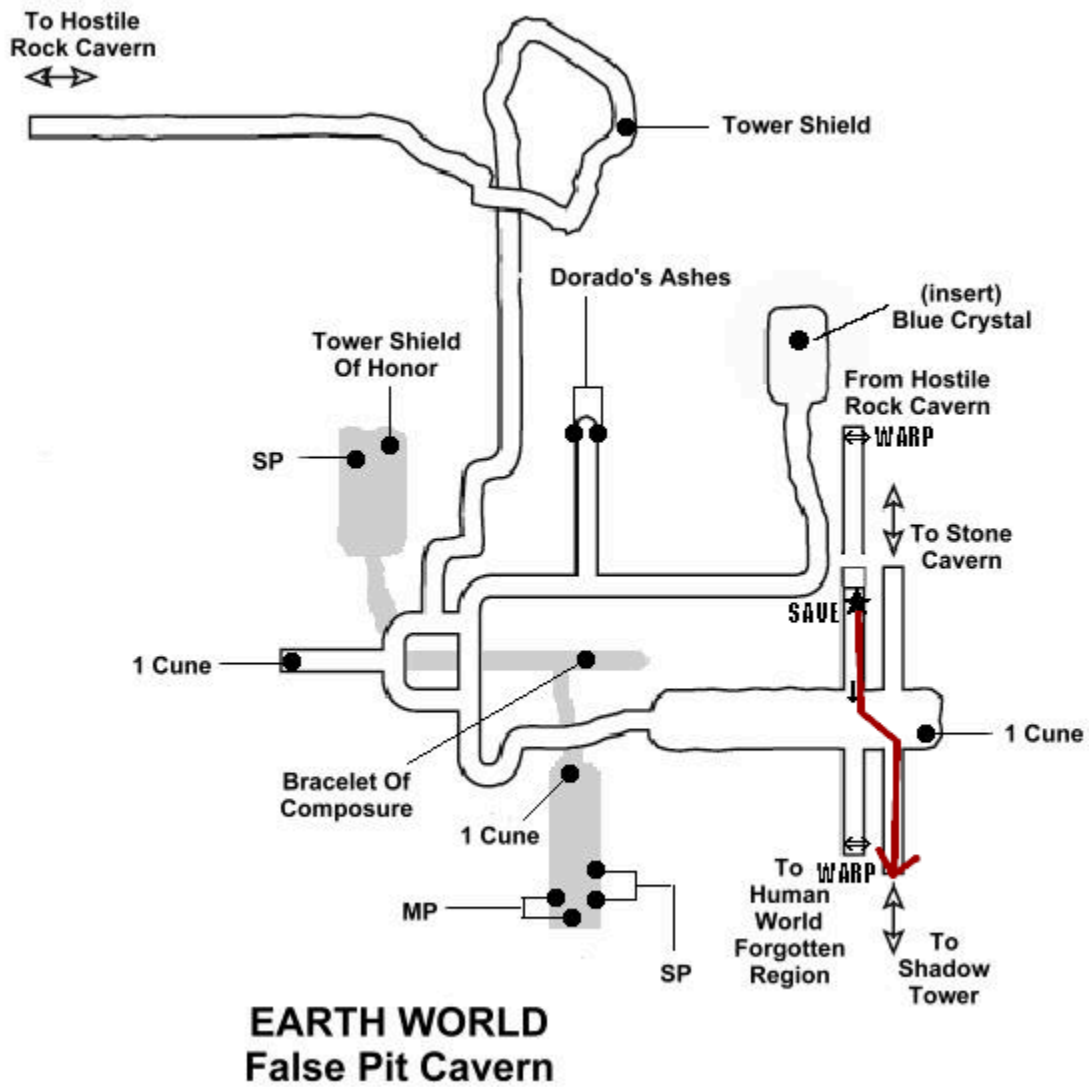 To Hostile
Rock Cavern
Tower Shield
Dorado's Ashes
(insert)
Blue Crystal
Tower Shield
Of Honor
From Hostile
Rock Cavern
WARP
SP
To Stone
Cavern
SAVE
1 Cune
1 Cune
Bracelet Of
Composure
1 Cune
To
WARP
Human
World
Forgotten
Region
MP
SP
To
Shadow
Tower
EARTH WORLD
False Pit Cavern